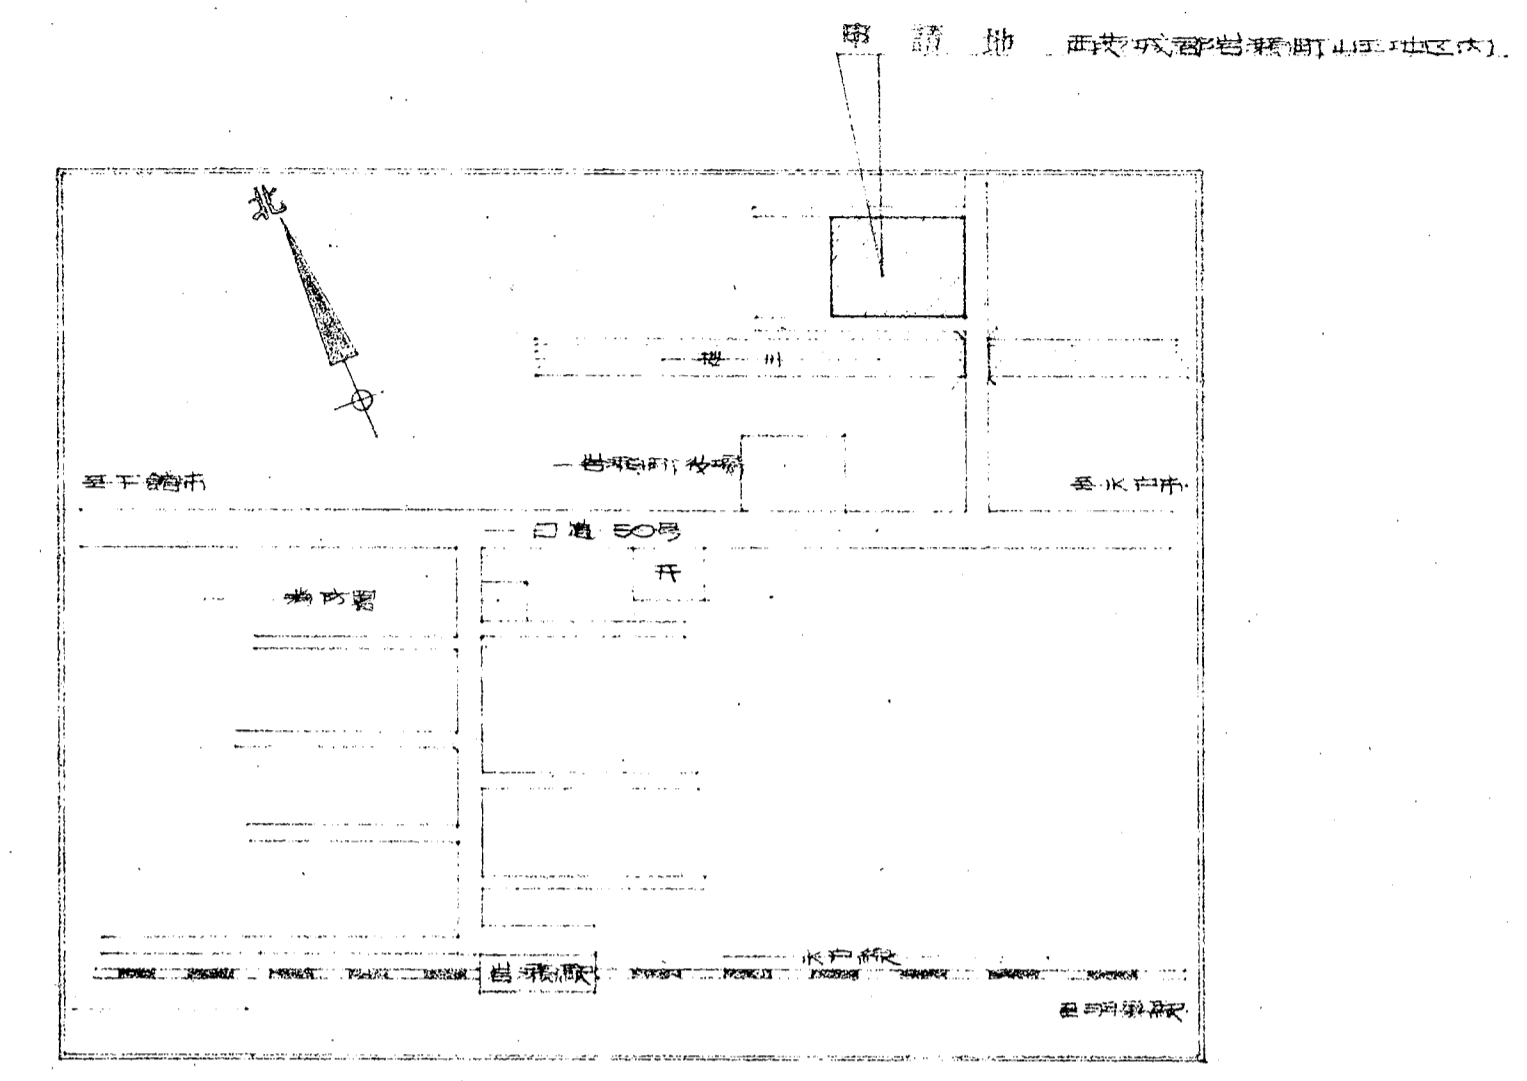 申請地 西茨城郡岩瀬町山王地区内
北
桜川
岩瀬町役場
至下館市
至水戸市
国道50号
消防署
水戸線
岩瀬駅